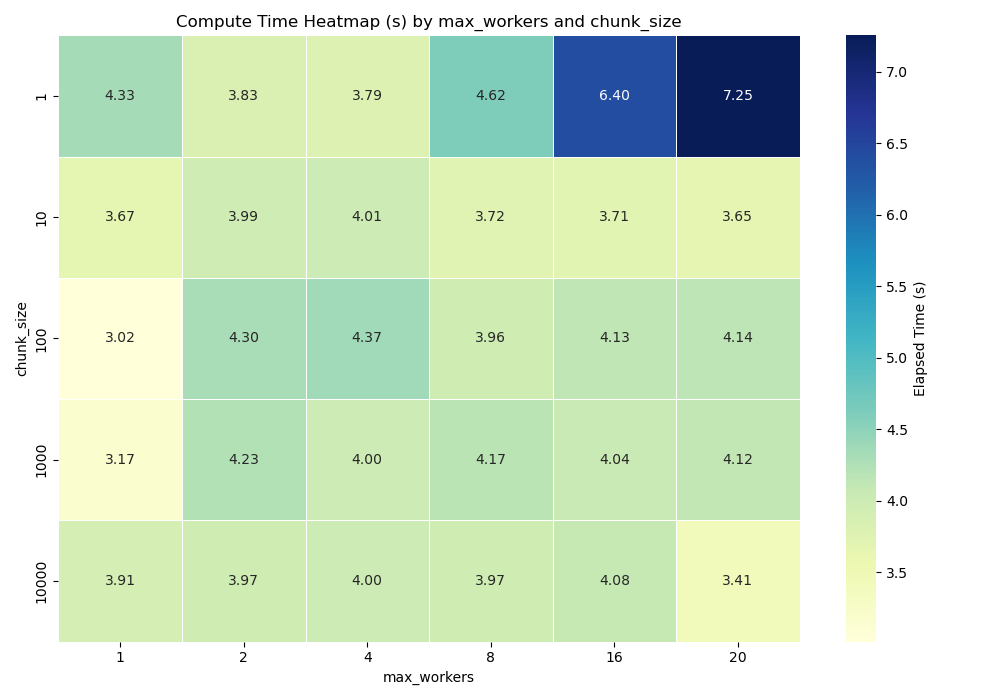 Compute Time Heatmap (s) by max_workers and chunk_size
1 4.33 3.83 3.79 4.62 6.40 7.25
10 3.67 3.99 4.01 3.72 3.71 3.65
100 3.02 4.30 4.37 3.96 4.13 4.14
1000 3.17 4.23 4.00 4.17 4.04 4.12
10000 3.91 3.97 4.00 3.97 4.08 3.41
chunk_size
1 2 4 8 16 20
max_workers
7.0
6.5
6.0
5.5
5.0
4.5
4.0
3.5
Elapsed Time (s)